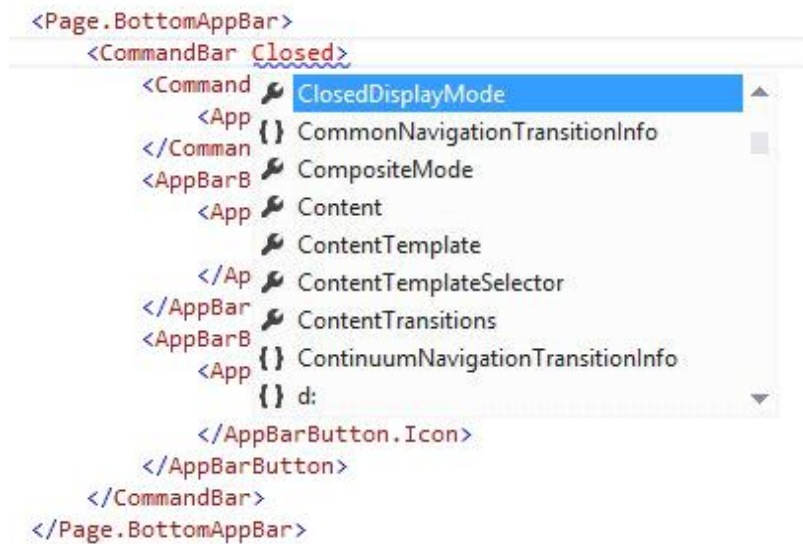 <Page.BottomAppBar>
<CommandBar Closed>
<Command
ClosedDisplayMode
<App
{} CommonNavigationTransitionInfo
</Comman
CompositeMode
<AppBarB
Content
<App
ContentTemplate
</Ap
ContentTemplateSelector
</AppBar
ContentTransitions
<AppBarB
{} ContinuumNavigationTransitionInfo
<App
{} d:
</AppBarButton.Icon>
</AppBarButton>
</CommandBar>
</Page.BottomAppBar>